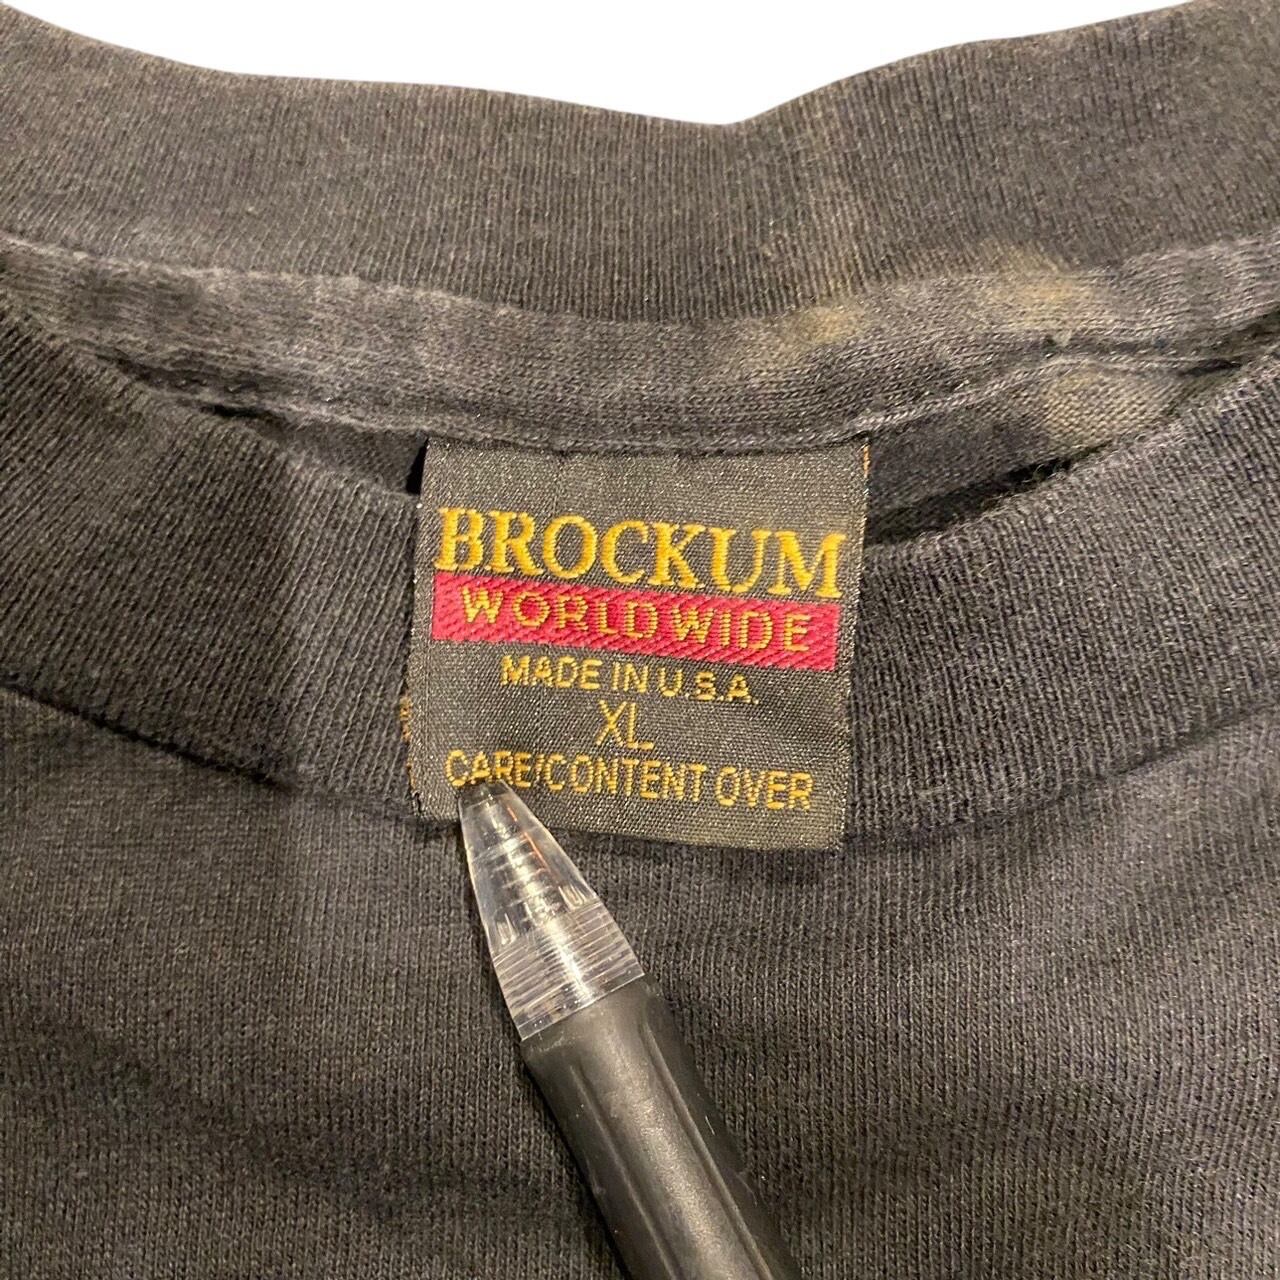 BROCKUM
WORLDWIDE
MADE IN U.S.A.
XL
CARE/CONTENT OVER